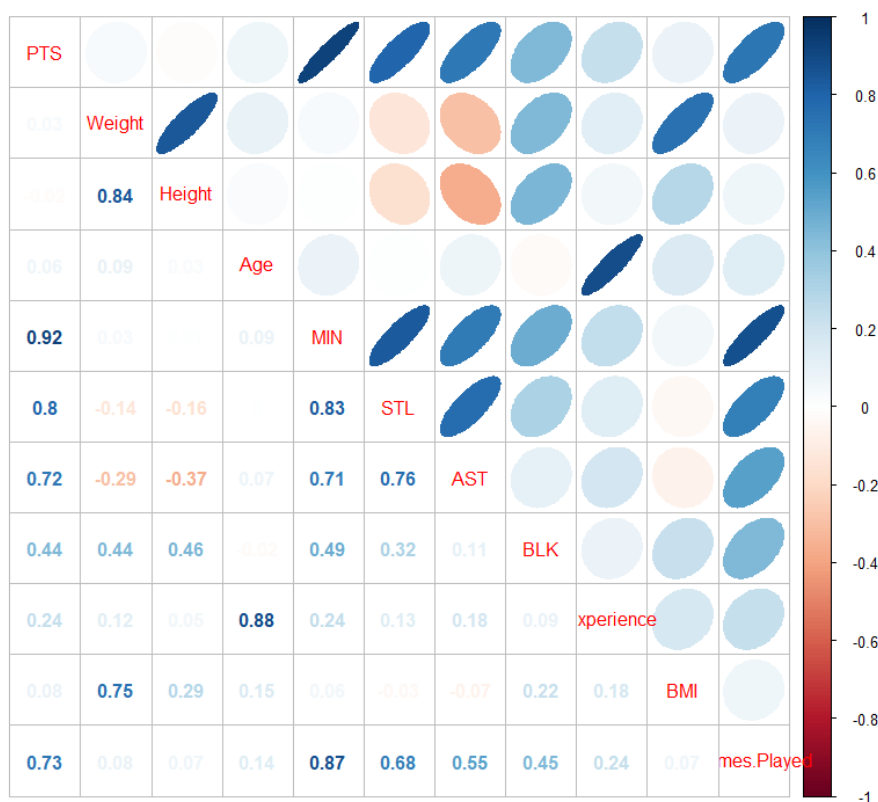 PTS
0.03 Weight
-0.02 0.84 Height
0.06 0.09 0.03 Age
0.92 0.03 0.09 MIN
0.8 -0.14 -0.16 0.83 STL
0.72 -0.29 -0.37 0.07 0.71 0.76 AST
0.44 0.44 0.46 -0.02 0.49 0.32 0.11 BLK
0.24 0.12 0.05 0.88 0.24 0.13 0.18 0.09 xperience
0.08 0.75 0.29 0.15 0.06 -0.03 -0.07 0.22 0.18 BMI
0.73 0.08 0.07 0.14 0.87 0.68 0.55 0.45 0.24 0.07 mes.Played
1
0.8
0.6
0.4
0.2
0
-0.2
-0.4
-0.6
-0.8
-1